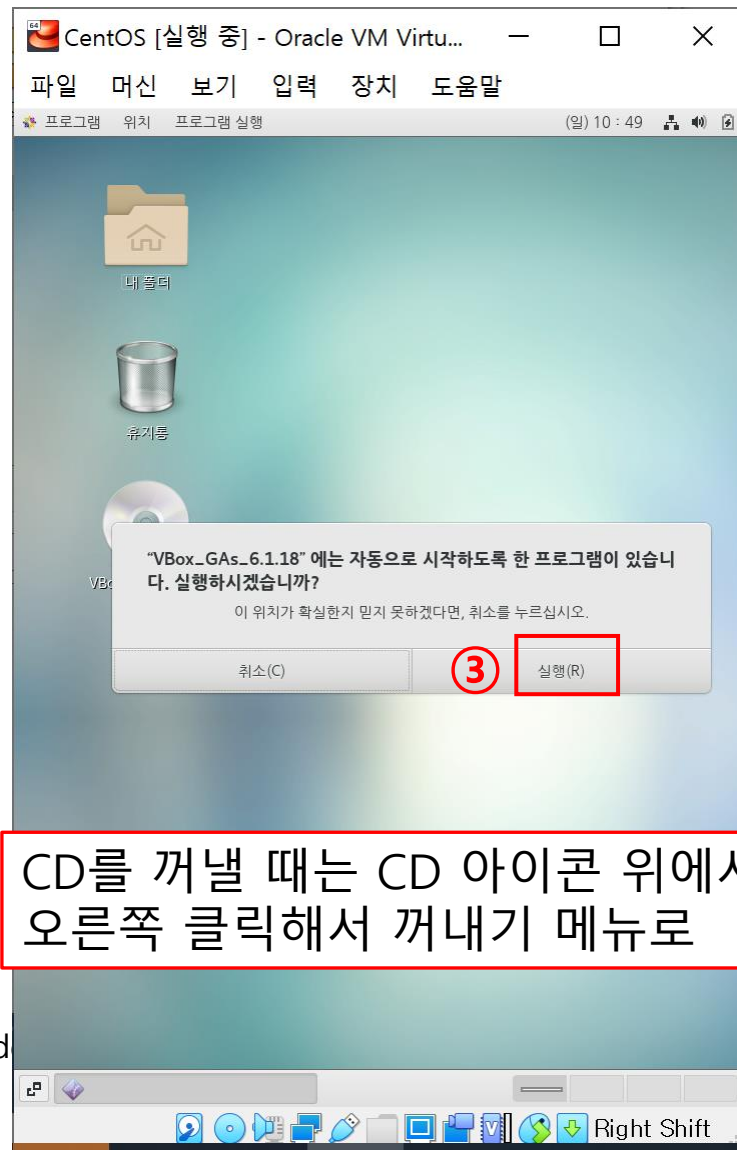 CentOS [실행 중] - Oracle VM Virtu...
파일 머신 보기 입력 장치 도움말
프로그램 위치 프로그램 실행 (일) 10 : 49
내 폴더
휴지통
“VBox_GAs_6.1.18” 에는 자동으로 시작하도록 한 프로그램이 있습니
다. 실행하시겠습니까?
VBo
이 위치가 확실한지 믿지 못하겠다면, 취소를 누르십시오.
취소(C) ③ 실행(R)
CD를 꺼낼 때는 CD 아이콘 위에서
오른쪽 클릭해서 꺼내기 메뉴로
Right Shift